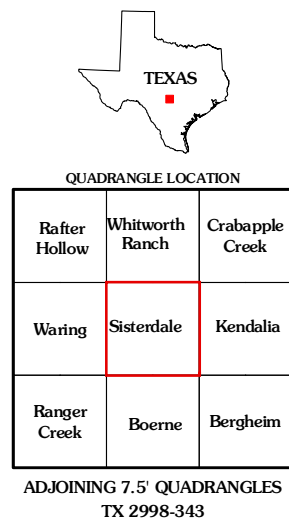 TEXAS
QUADRANGLE LOCATION
Rafter
Hollow
Whitworth
Ranch
Crabapple
Creek
Waring
Sisterdale
Kendalia
Ranger
Creek
Boerne
Bergheim
ADJOINING 7.5' QUADRANGLES
TX 2998-343